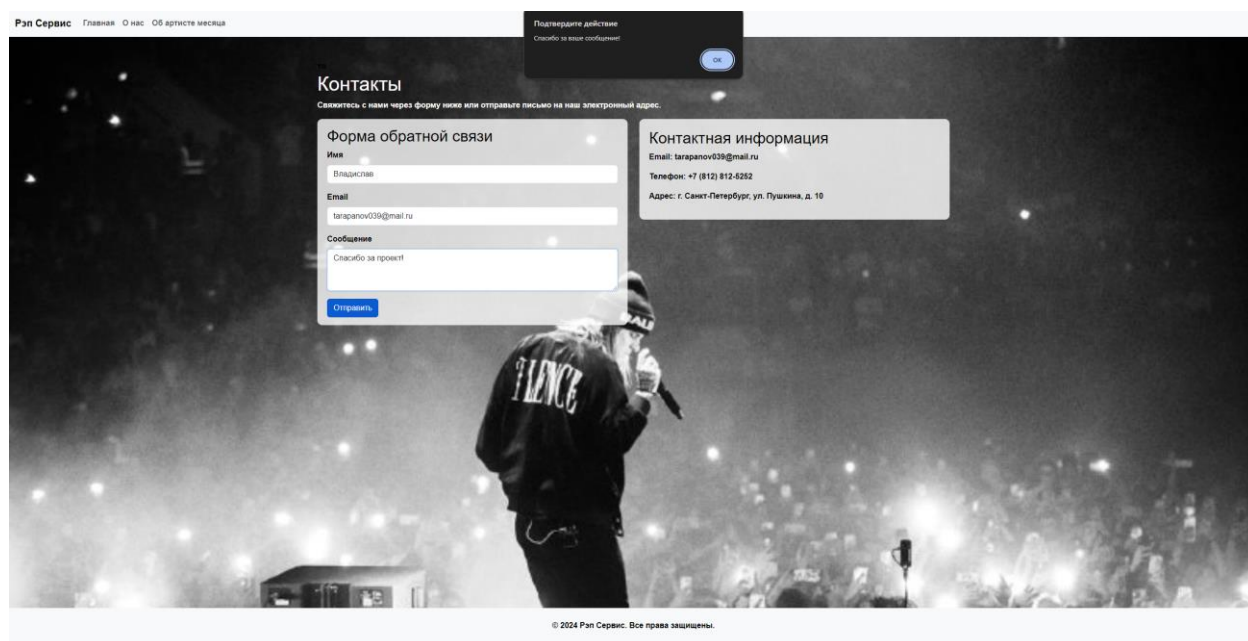 Рэп Сервис Главная О нас Об артисте месяца
Подтвердите действие
Спасибо за ваше сообщение!
ОК
Контакты
Свяжитесь с нами через форму ниже или отправьте письмо на наш электронный адрес.
Форма обратной связи
Имя
Владислав
Email
tarapanov039@mail.ru
Сообщение
Спасибо за проект!
Отправить
Контактная информация
Email: tarapanov039@mail.ru
Телефон: +7 (812) 812-5252
Адрес: г. Санкт-Петербург, ул. Пушкина, д. 10
© 2024 Рэп Сервис. Все права защищены.